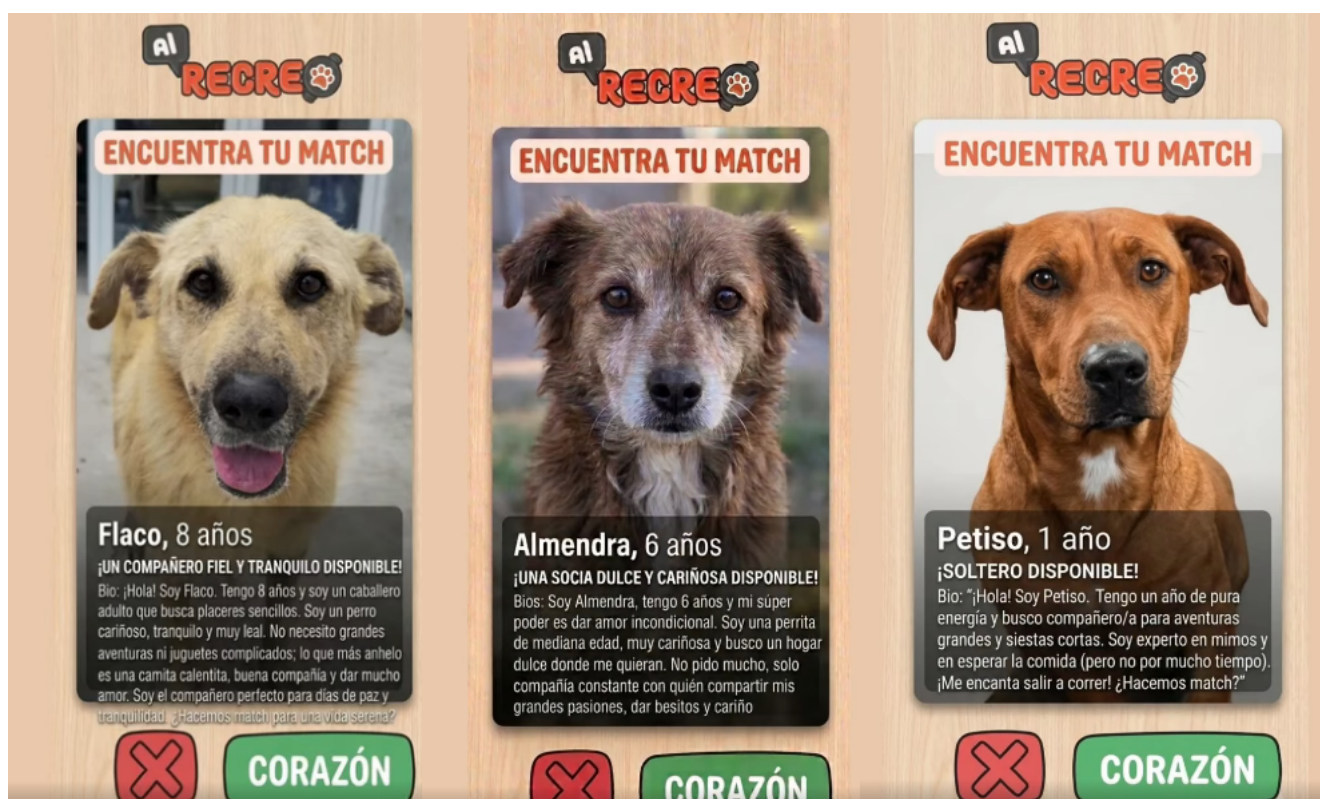 Al
RECREO
ENCUENTRA TU MATCH
Flaco, 8 años
¡UN COMPAÑERO FIEL Y TRANQUILO DISPONIBLE!
Bio: ¡Hola! Soy Flaco. Tengo 8 años y soy un caballero
adulto que busca placeres sencillos. Soy un perro
cariñoso, tranquilo y muy leal. No necesito grandes
aventuras ni juguetes complicados; lo que más anhelo
es una camita calentita, buena compañía y dar mucho
amor. Soy el compañero perfecto para días de paz y
tranquilidad. ¿Hacemos match para una vida serena?
CORAZÓN
Al
RECREO
ENCUENTRA TU MATCH
Almendra, 6 años
¡UNA SOCIA DULCE Y CARIÑOSA DISPONIBLE!
Bios: Soy Almendra, tengo 6 años y mi súper
poder es dar amor incondicional. Soy una perrita
de mediana edad, muy cariñosa y busco un hogar
dulce donde me quieran. No pido mucho, solo
compañía constante con quién compartir mis
grandes pasiones, dar besitos y cariño
CORAZÓN
Al
RECREO
ENCUENTRA TU MATCH
Petiso, 1 año
¡SOLTERO DISPONIBLE!
Bio: "¡Hola! Soy Petiso. Tengo un año de pura
energía y busco compañero/a para aventuras
grandes y siestas cortas. Soy experto en mimos y
en esperar la comida (pero no por mucho tiempo).
¡Me encanta salir a correr! ¿Hacemos match?"
CORAZÓN